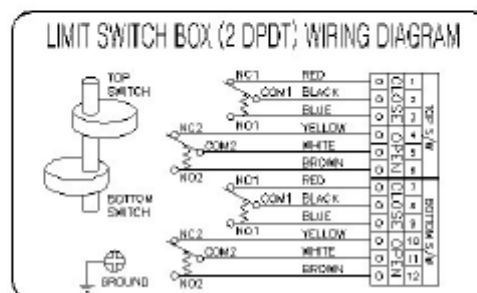 LIMIT SWITCH BOX (2 DPDT) WIRING DIAGRAM
TOP
SWITCH
BOTTOM
SWITCH
GROUND
NC1 RED 1
COM1 BLACK 2
NO1 BLUE 3
NC2 YELLOW 4
COM2 WHITE 5
NO2 BROWN 6
CLOSE OPEN
TOP S/W
NC1 RED 7
COM1 BLACK 8
NO1 BLUE 9
NC2 YELLOW 10
COM2 WHITE 11
NO2 BROWN 12
CLOSE OPEN
BOTTOM S/W